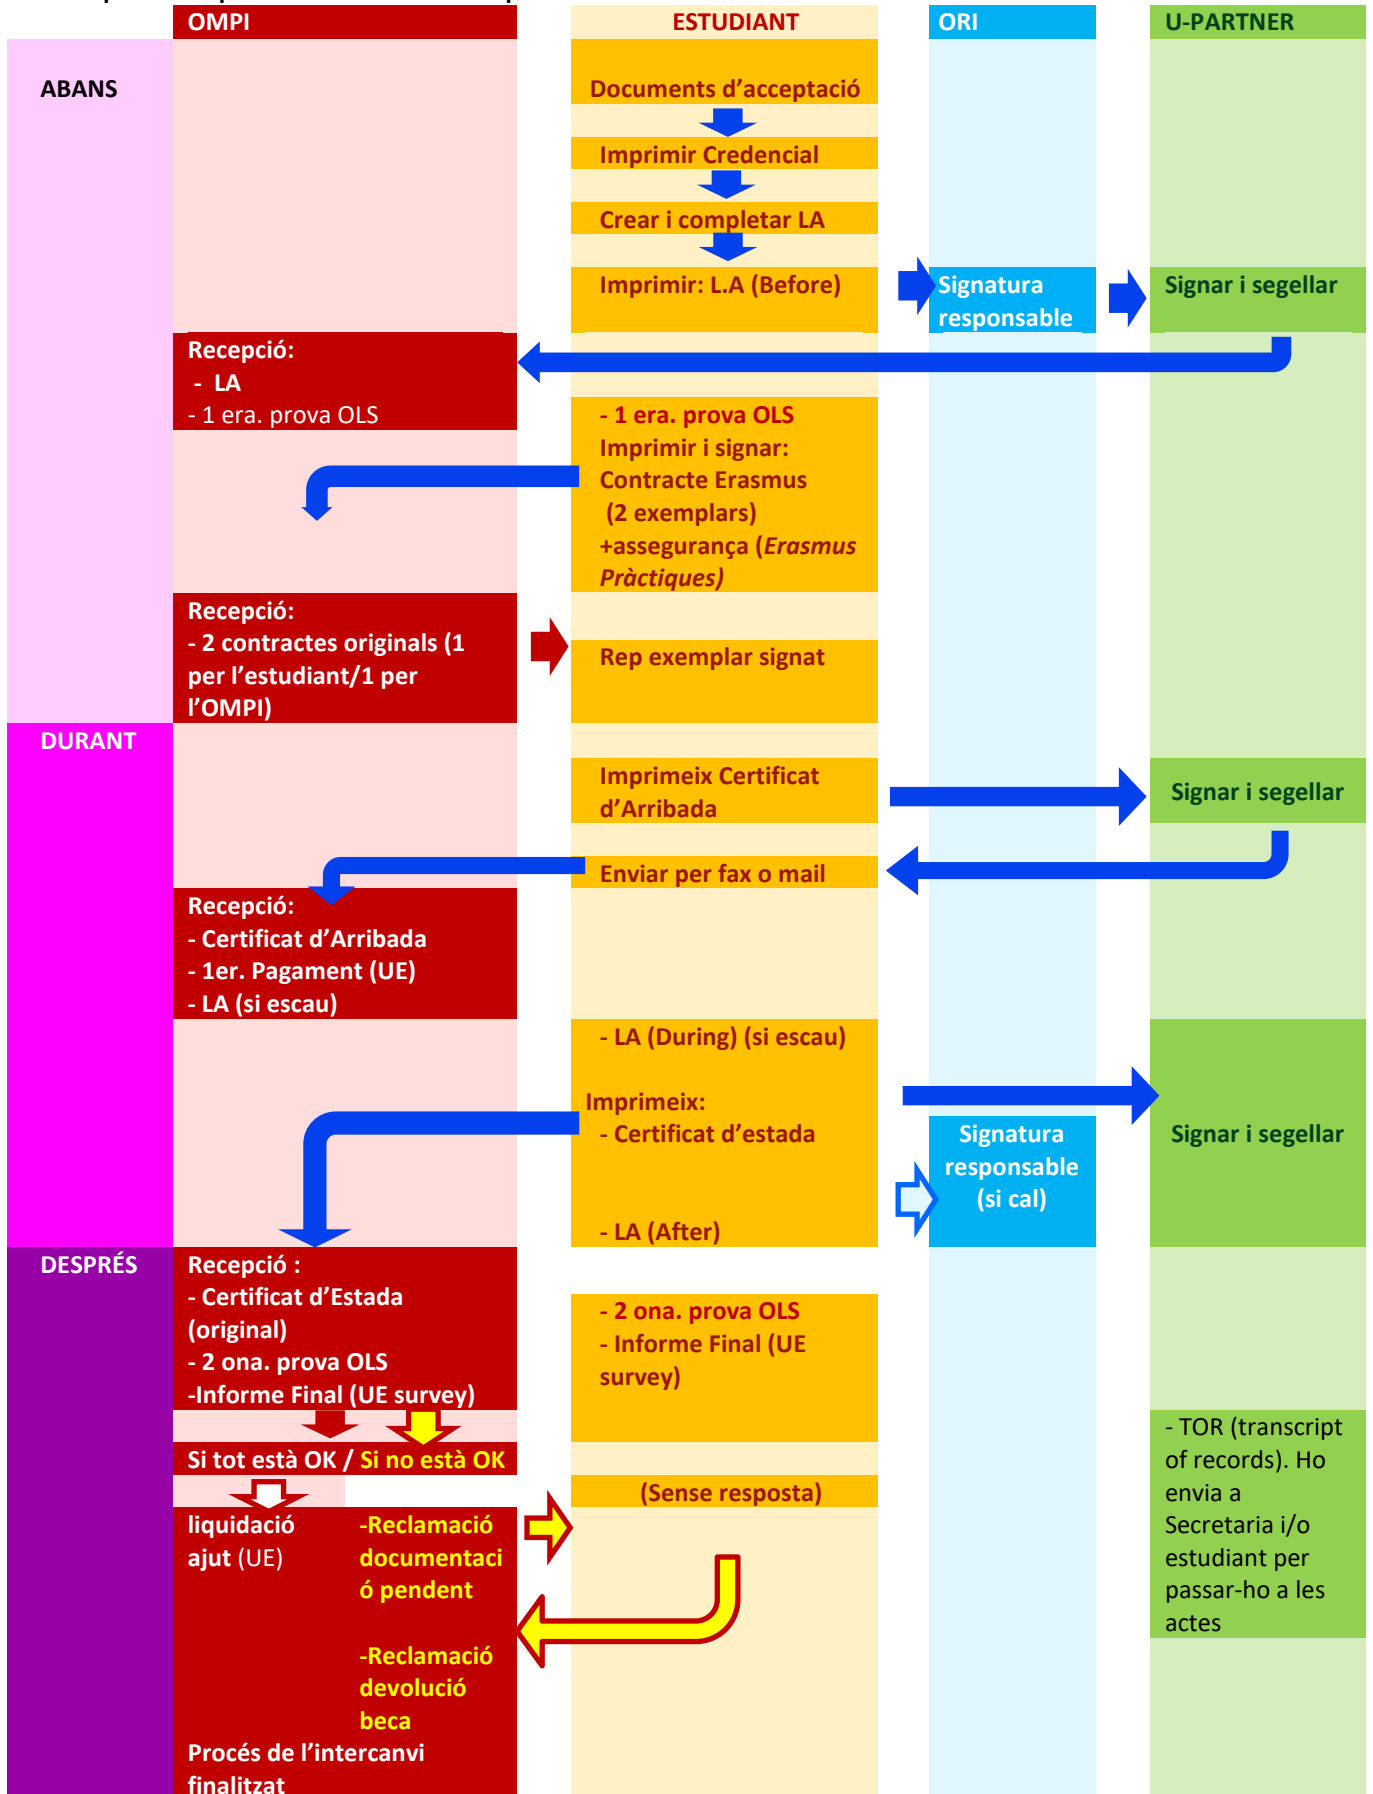 OMPI
ESTUDIANT
ORI
U-PARTNER
ABANS
Documents d’acceptació
Imprimir Credencial
Crear i completar LA
Imprimir: L.A (Before)
Signatura
responsable
Signar i segellar
Recepció:
- LA
- 1 era. prova OLS
- 1 era. prova OLS
Imprimir i signar:
Contracte Erasmus
(2 exemplars)
+assegurança (Erasmus
Pràctiques)
Recepció:
- 2 contractes originals (1
per l’estudiant/1 per
l’OMPI)
Rep exemplar signat
DURANT
Imprimeix Certificat
d’Arribada
Signar i segellar
Enviar per fax o mail
Recepció:
- Certificat d’Arribada
- 1er. Pagament (UE)
- LA (si escau)
- LA (During) (si escau)
Imprimeix:
- Certificat d’estada
- LA (After)
Signatura
responsable
(si cal)
Signar i segellar
DESPRÉS
Recepció :
- Certificat d’Estada
(original)
- 2 ona. prova OLS
-Informe Final (UE survey)
- 2 ona. prova OLS
- Informe Final (UE
survey)
- TOR (transcript
of records). Ho
envia a
Secretaria i/o
estudiant per
passar-ho a les
actes
Si tot està OK / Si no està OK
(Sense resposta)
liquidació
ajut (UE)
-Reclamació
documentaci
ó pendent
-Reclamació
devolució
beca
Procés de l’intercanvi
finalitzat